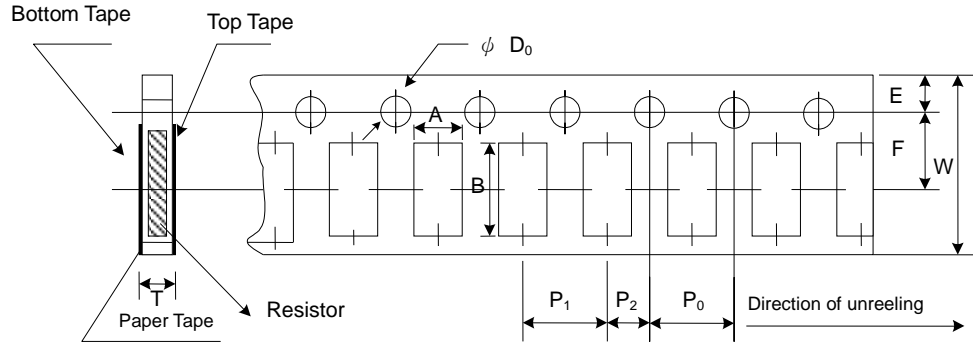 Bottom Tape
Top Tape
ϕ D₀
E
A
F
W
B
T
Paper Tape
Resistor
P₁
P₂
P₀
Direction of unreeling